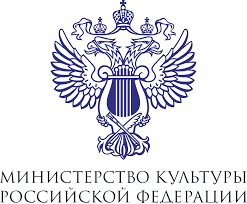 МИНИСТЕРСТВО КУЛЬТУРЫ
РОССИЙСКОЙ ФЕДЕРАЦИИ